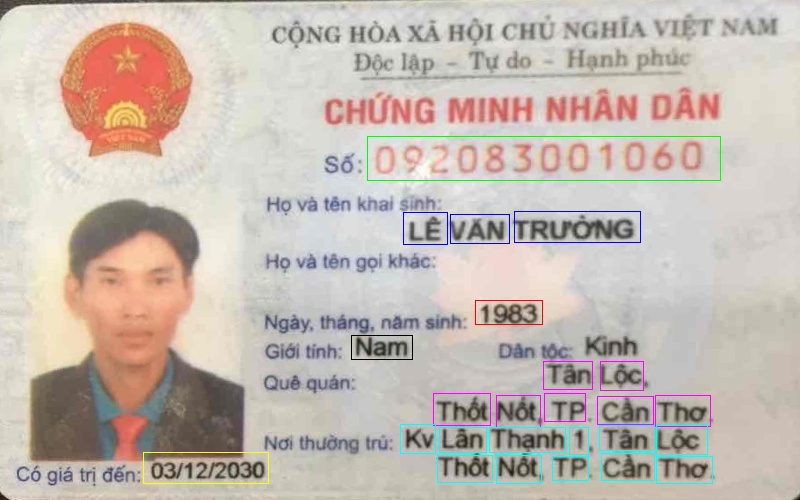 CỘNG HÒA XÃ HỘI CHỦ NGHĨA VIỆT NAM
Độc lập - Tự do - Hạnh phúc
CHỨNG MINH NHÂN DÂN
Số: 092083001060
Họ và tên khai sinh:
LÊ VĂN TRƯỜNG
Họ và tên gọi khác:
Ngày, tháng, năm sinh: 1983
Giới tính: Nam Dân tộc: Kinh
Quê quán: Tân Lộc,
Thốt Nốt, TP. Cần Thơ.
Nơi thường trú: Kv Lân Thạnh 1, Tân Lộc
Thốt Nốt, TP. Cần Thơ.
Có giá trị đến: 03/12/2030